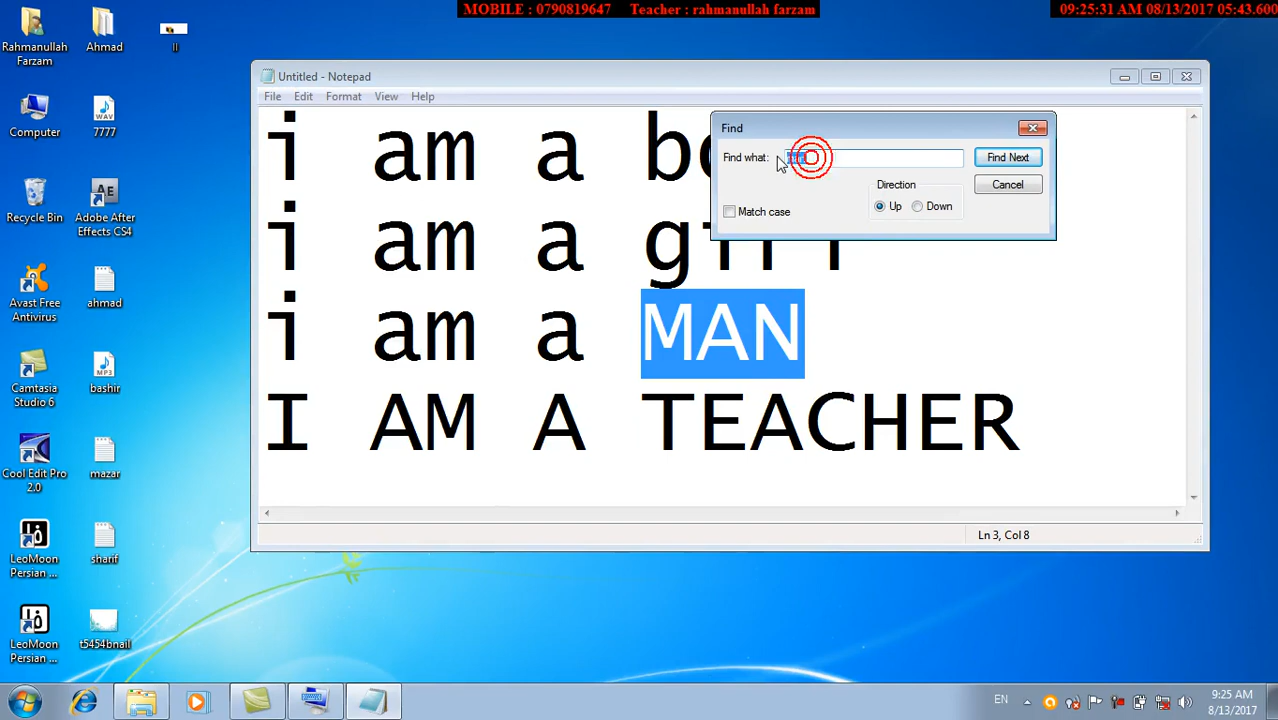 MOBILE : 0790819647 Teacher : rahmanullah farzam
09:25:31 AM 08/13/2017 05:43.600
Rahmanullah Farzam
Ahmad
II
Computer
7777
Recycle Bin
Adobe After Effects CS4
Avast Free Antivirus
ahmad
Camtasia Studio 6
bashir
Cool Edit Pro 2.0
mazar
LeoMoon Persian ...
sharif
LeoMoon Persian ...
t5454bnail
Untitled - Notepad
File Edit Format View Help
i am a
i am a girl
i am a MAN
I AM A TEACHER
Ln 3, Col 8
Find
Find what:
Find Next
Direction
Cancel
Up Down
Match case
EN
9:25 AM
8/13/2017